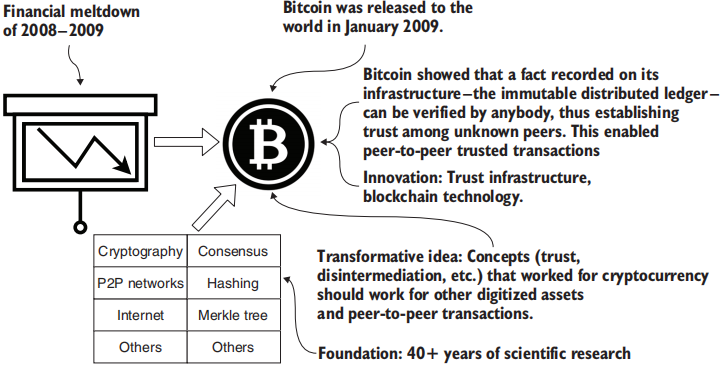 Financial meltdown
of 2008–2009
Bitcoin was released to the
world in January 2009.
Bitcoin showed that a fact recorded on its
infrastructure–the immutable distributed ledger–
can be verified by anybody, thus establishing
trust among unknown peers. This enabled
peer-to-peer trusted transactions
Innovation: Trust infrastructure,
blockchain technology.
Cryptography Consensus
P2P networks Hashing
Internet Merkle tree
Others Others
Transformative idea: Concepts (trust,
disintermediation, etc.) that worked for cryptocurrency
should work for other digitized assets
and peer-to-peer transactions.
Foundation: 40+ years of scientific research